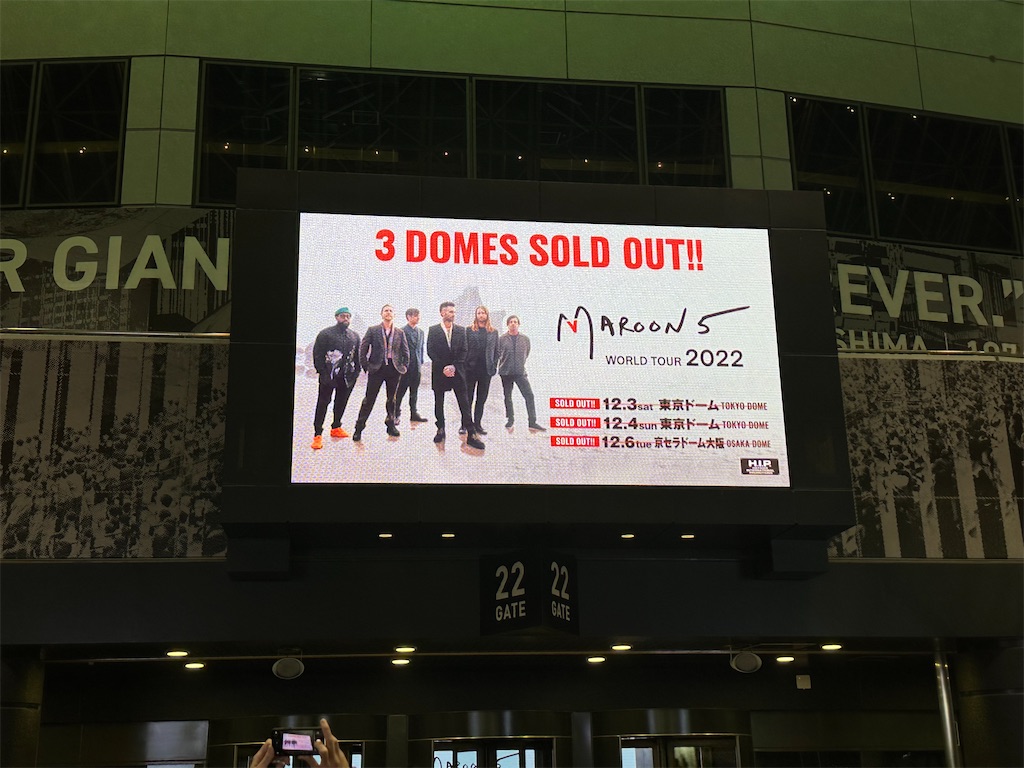 3 DOMES SOLD OUT!!
MAROON 5
WORLD TOUR 2022
SOLD OUT!! 12.3sat 東京ドーム TOKYO DOME
SOLD OUT!! 12.4sun 東京ドーム TOKYO DOME
SOLD OUT!! 12.6tue 京セラドーム大阪 OSAKA DOME
H.I.P.
R GIAN
EVER."
SHIMA
22 22
GATE GATE